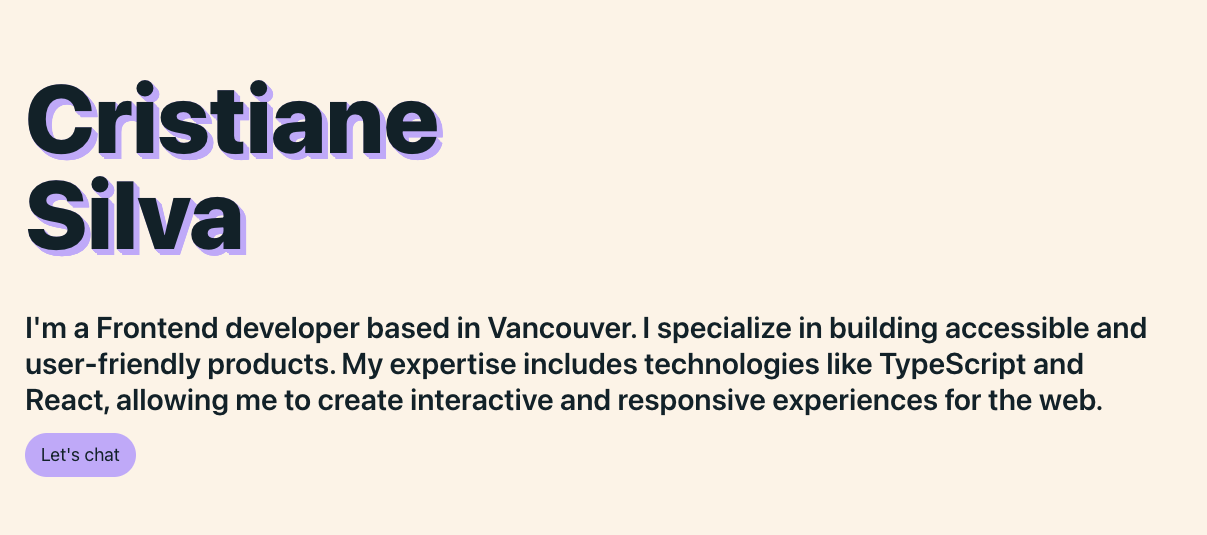 Cristiane
Silva
I'm a Frontend developer based in Vancouver. I specialize in building accessible and
user-friendly products. My expertise includes technologies like TypeScript and
React, allowing me to create interactive and responsive experiences for the web.
Let's chat